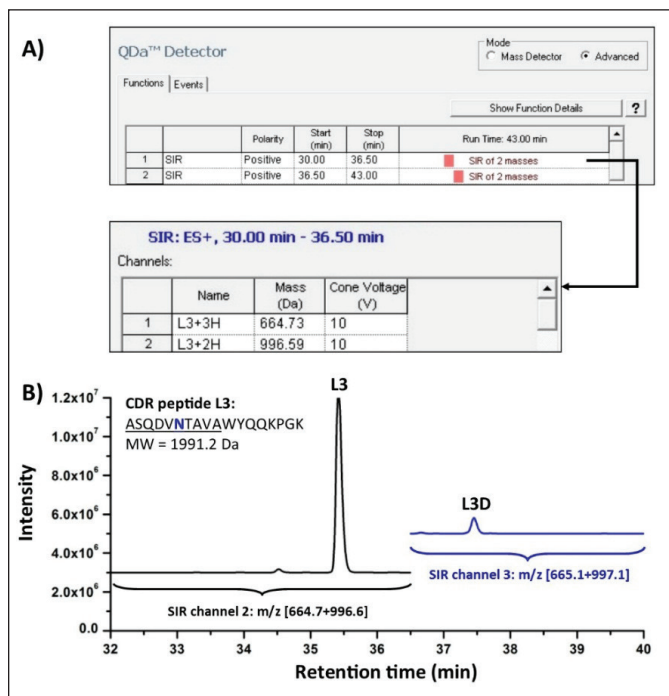 A)
QDa™ Detector
Mode
Mass Detector Advanced
Functions Events
Show Function Details ?
Polarity Start (min) Stop (min) Run Time: 43.00 min
1 SIR Positive 30.00 36.50 SIR of 2 masses
2 SIR Positive 36.50 43.00 SIR of 2 masses
SIR: ES+, 30.00 min - 36.50 min
Channels:
Name Mass (Da) Cone Voltage (V)
1 L3+3H 664.73 10
2 L3+2H 996.59 10
B)
L3
CDR peptide L3:
ASQDVNTAVAWYQQKPGK
MW = 1991.2 Da
L3D
SIR channel 3: m/z [665.1+997.1]
SIR channel 2: m/z [664.7+996.6]
Intensity
1.2x10⁷
1.0x10⁷
8.0x10⁶
6.0x10⁶
4.0x10⁶
2.0x10⁶
0.0
32 33 34 35 36 37 38 39 40
Retention time (min)